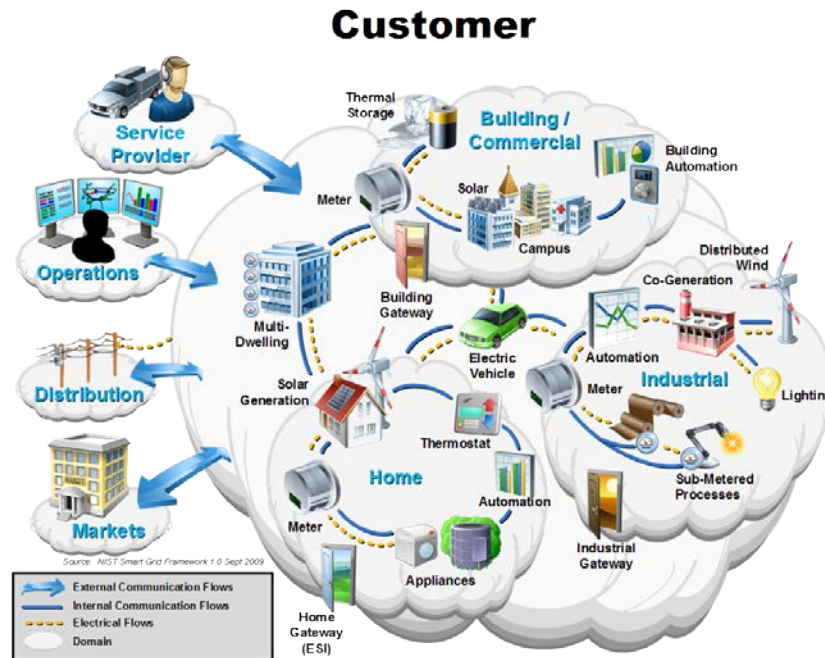 Customer
Service
Provider
Operations
Distribution
Markets
Thermal
Storage
Building /
Commercial
Building
Automation
Meter
Solar
Campus
Building
Gateway
Multi-
Dwelling
Electric
Vehicle
Distributed
Wind
Co-Generation
Automation
Meter
Industrial
Lightin
Sub-Metered
Processes
Industrial
Gateway
Solar
Generation
Thermostat
Home
Automation
Meter
Appliances
Home
Gateway
(ESI)
Source: NIST Smart Grid Framework 1.0 Sept 2009
External Communication Flows
Internal Communication Flows
Electrical Flows
Domain